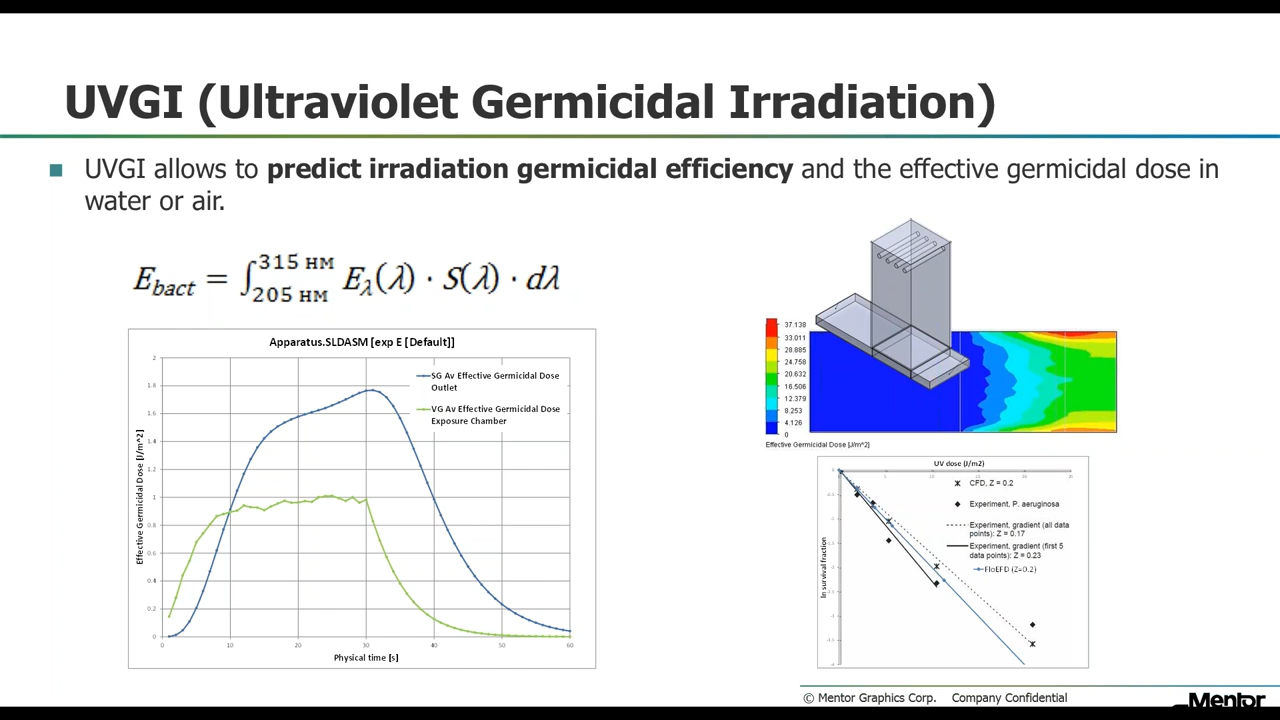 UVGI (Ultraviolet Germicidal Irradiation)
UVGI allows to predict irradiation germicidal efficiency and the effective germicidal dose in
water or air.
E_bact = ∫_{205 нм}^{315 нм} E_λ(λ) · S(λ) · dλ
Apparatus.SLDASM [exp E [Default]]
Effective Germicidal Dose [J/m^2]
2
1.8
1.6
1.4
1.2
1
0.8
0.6
0.4
0.2
0
SG Av Effective Germicidal Dose
Outlet
VG Av Effective Germicidal Dose
Exposure Chamber
0 10 20 30 40 50 60
Physical time [s]
37.138
33.011
28.885
24.758
20.632
16.506
12.379
8.253
4.126
0
Effective Germicidal Dose [J/m^2]
UV dose (J/m2)
ln survival fraction
CFD, Z = 0.2
Experiment, P. aeruginosa
Experiment, gradient (all data
points): Z = 0.17
Experiment, gradient (first 5
data points): Z = 0.23
FloEFD (Z=0.2)
© Mentor Graphics Corp. Company Confidential
Mentor